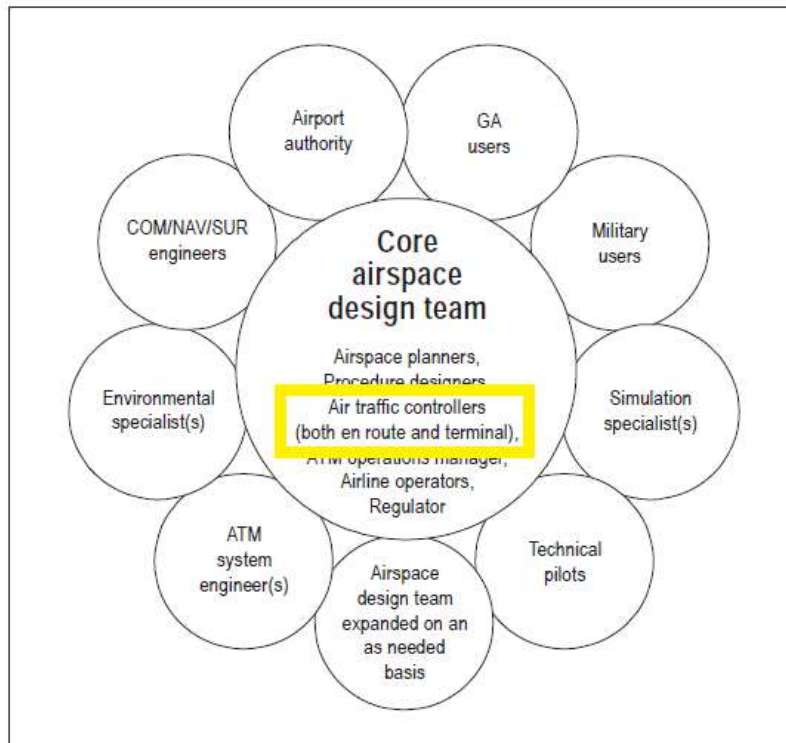 Airport
authority
GA
users
COM/NAV/SUR
engineers
Military
users
Core
airspace
design team
Airspace planners,
Procedure designers
Air traffic controllers
(both en route and terminal),
ATM operations manager,
Airline operators,
Regulator
Environmental
specialist(s)
Simulation
specialist(s)
ATM
system
engineer(s)
Technical
pilots
Airspace
design team
expanded on an
as needed
basis